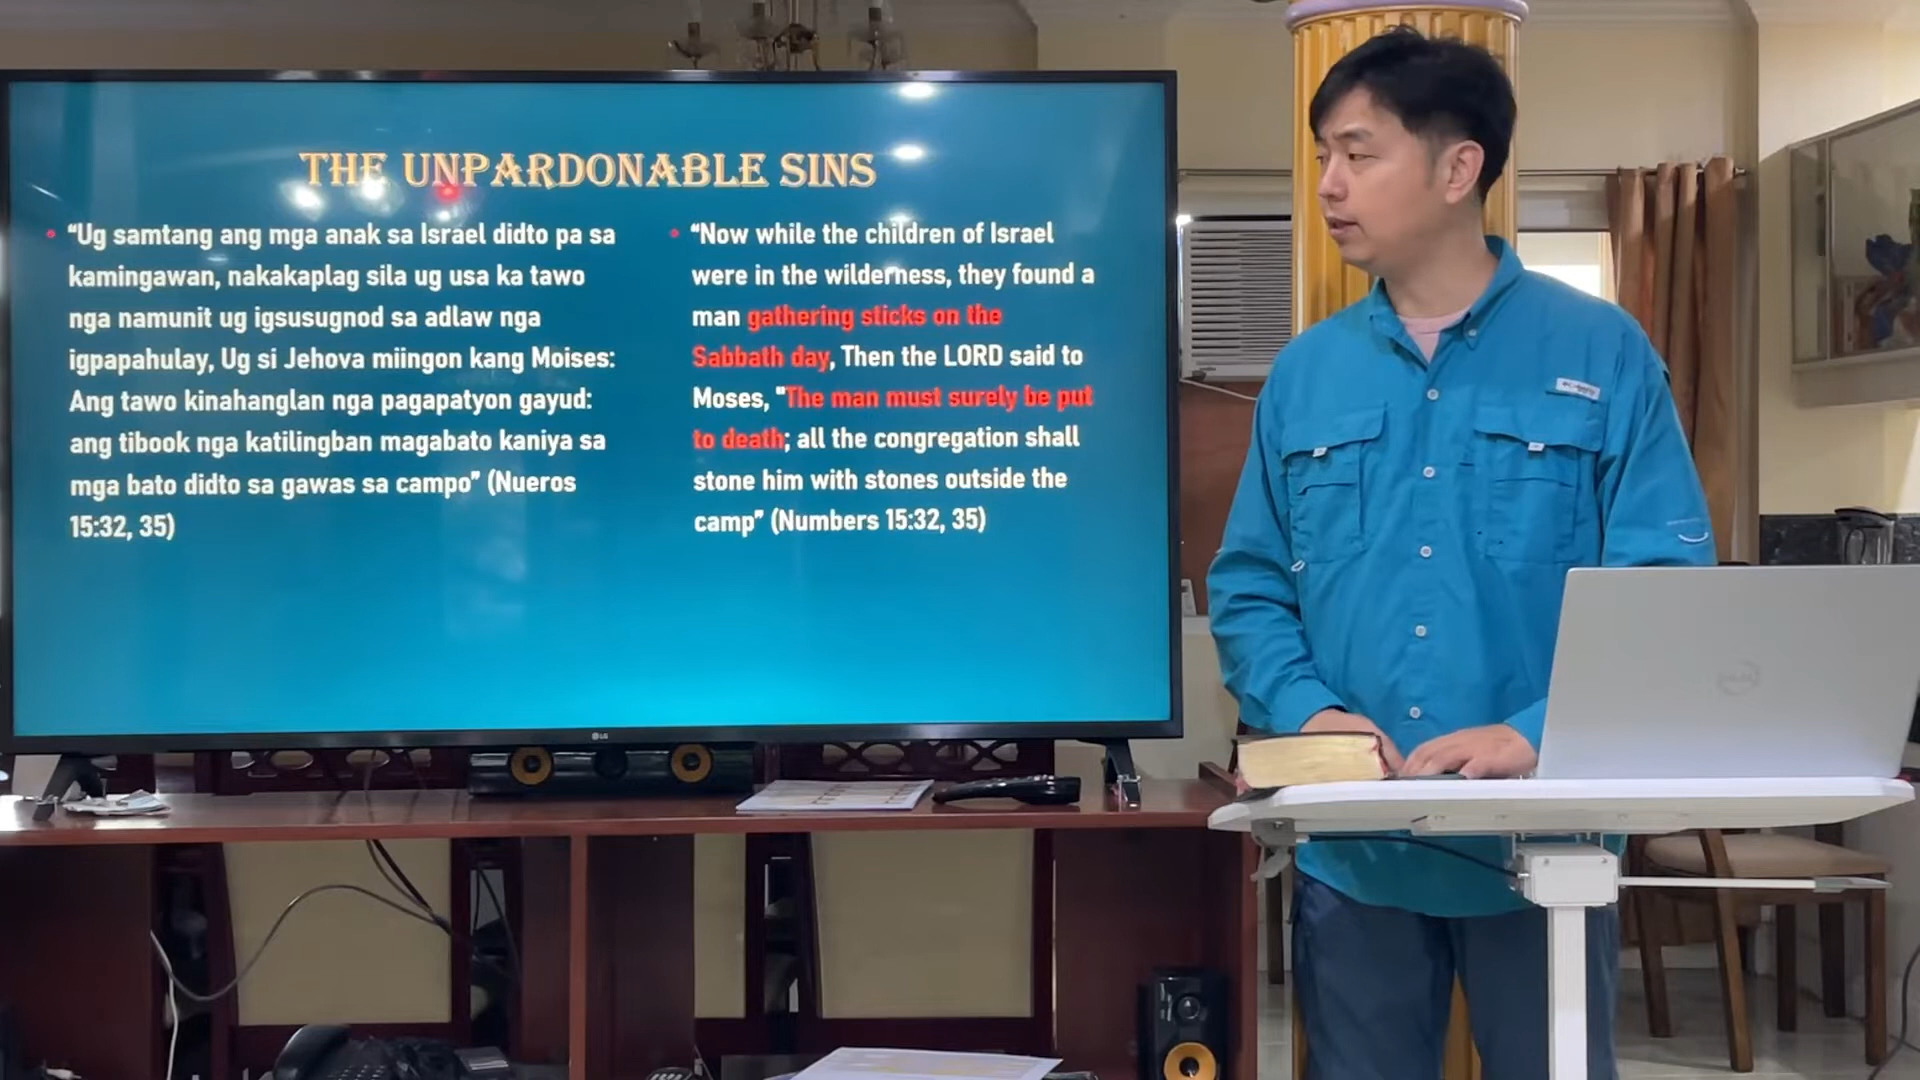 THE UNPARDONABLE SINS
• “Ug samtang ang mga anak sa Israel didto pa sa
kamingawan, nakakaplag sila ug usa ka tawo
nga namunit ug igsusugnod sa adlaw nga
igpapahulay, Ug si Jehova miingon kang Moises:
Ang tawo kinahanglan nga pagapatyon gayud:
ang tibook nga katilingban magabato kaniya sa
mga bato didto sa gawas sa campo” (Nueros
15:32, 35)
• “Now while the children of Israel
were in the wilderness, they found a
man gathering sticks on the
Sabbath day, Then the LORD said to
Moses, "The man must surely be put
to death; all the congregation shall
stone him with stones outside the
camp” (Numbers 15:32, 35)
LG
DELL